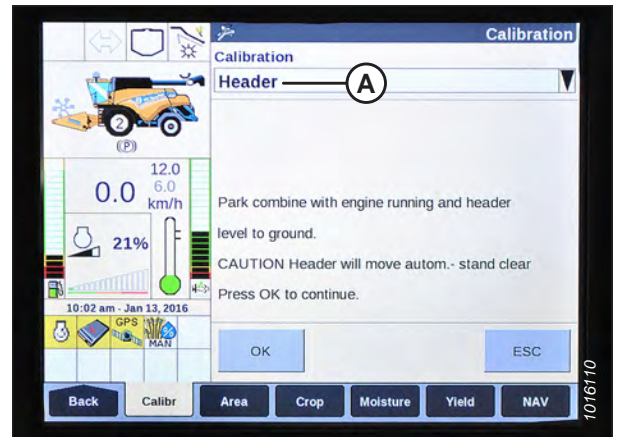 Calibration
Calibration
Header
A
2
(P)
12.0
0.0
6.0
km/h
21%
Park combine with engine running and header
level to ground.
CAUTION Header will move autom.- stand clear
Press OK to continue.
10:02 am - Jan 13, 2016
GPS
MAN
OK
ESC
Back
Calibr
Area
Crop
Moisture
Yield
NAV
1016110